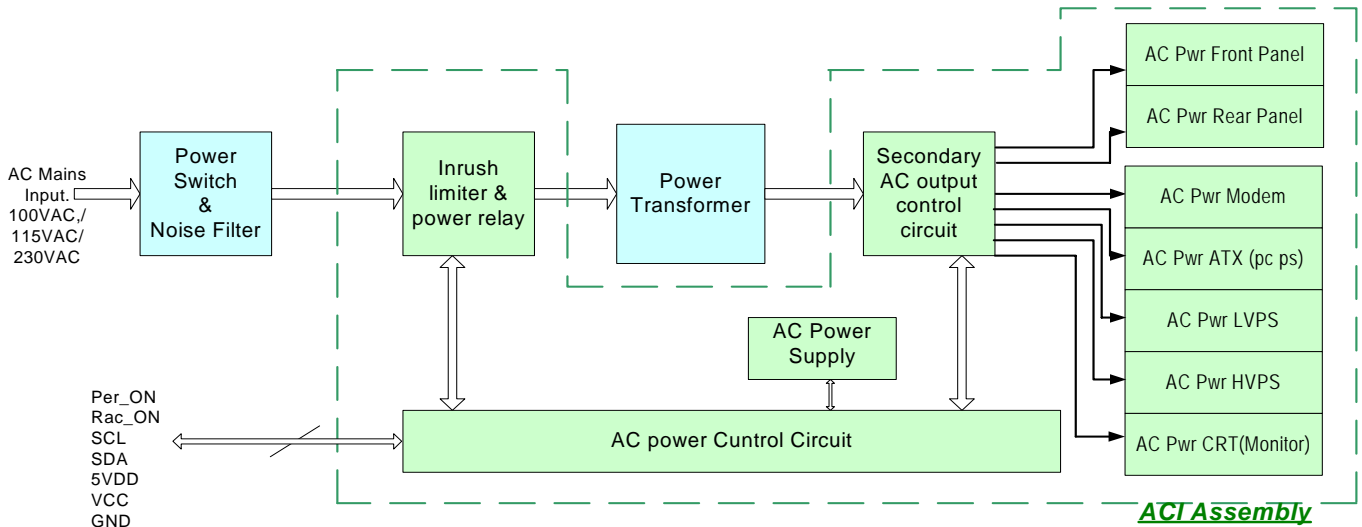 AC Mains
Input.
100VAC,/
115VAC/
230VAC
Power
Switch
&
Noise Filter
Inrush
limiter &
power relay
Power
Transformer
Secondary
AC output
control
circuit
AC Pwr Front Panel
AC Pwr Rear Panel
AC Pwr Modem
AC Pwr ATX (pc ps)
AC Pwr LVPS
AC Pwr HVPS
AC Pwr CRT(Monitor)
AC Power
Supply
Per_ON
Rac_ON
SCL
SDA
5VDD
VCC
GND
AC power Cuntrol Circuit
ACI Assembly